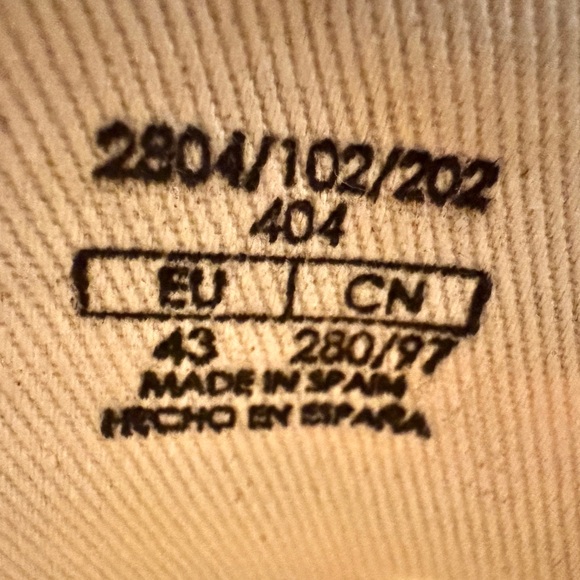 2804/102/202
404
EU CN
43 280/97
MADE IN SPAIN
HECHO EN ESPAÑA